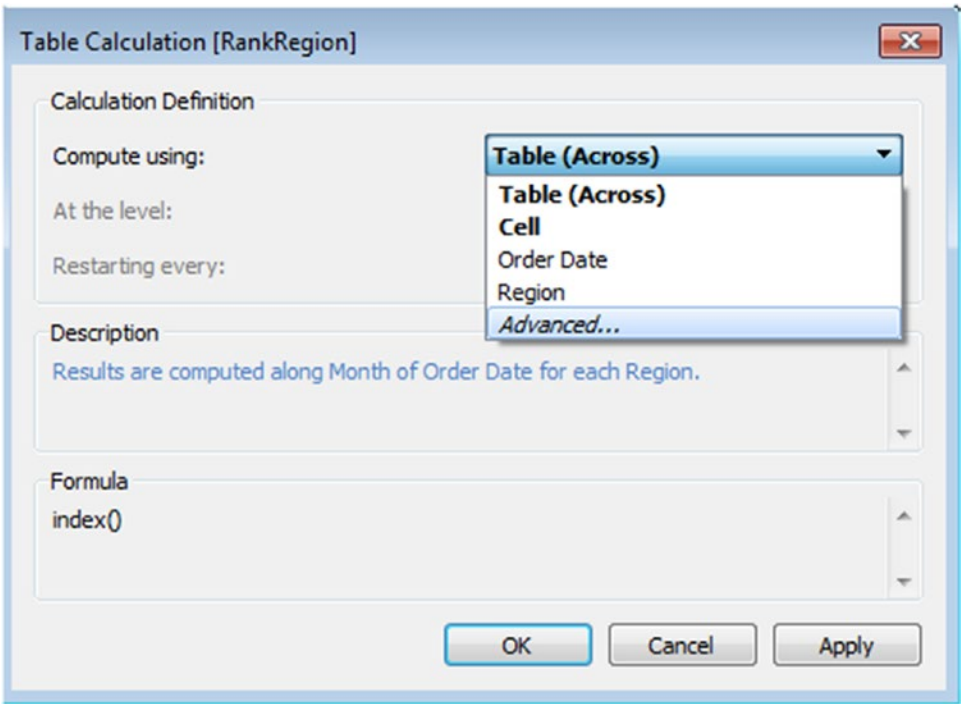 Table Calculation [RankRegion]
Calculation Definition
Compute using:
Table (Across)
Table (Across)
Cell
Order Date
Region
Advanced...
At the level:
Restarting every:
Description
Results are computed along Month of Order Date for each Region.
Formula
index()
OK Cancel Apply